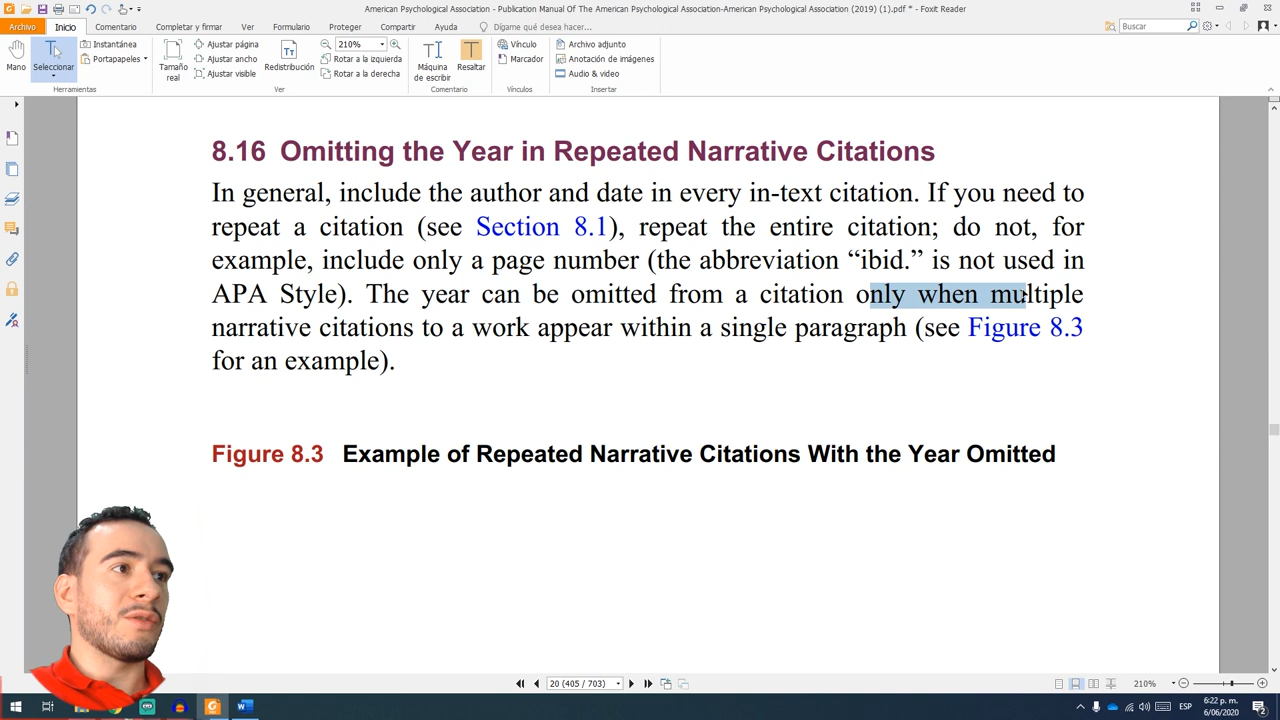 American Psychological Association - Publication Manual Of The American Psychological Association-American Psychological Association (2019) (1).pdf * - Foxit Reader
Archivo Inicio Comentario Completar y firmar Ver Formulario Proteger Compartir Ayuda Dígame qué desea hacer... Buscar
Mano
Seleccionar
Instantánea
Portapapeles
Herramientas
Tamaño real
Ajustar página
Ajustar ancho
Ajustar visible
Redistribución
210%
Rotar a la izquierda
Rotar a la derecha
Ver
Máquina de escribir
Resaltar
Comentario
Vínculo
Marcador
Vínculos
Archivo adjunto
Anotación de imágenes
Audio & video
Insertar
8.16 Omitting the Year in Repeated Narrative Citations
In general, include the author and date in every in-text citation. If you need to
repeat a citation (see Section 8.1), repeat the entire citation; do not, for
example, include only a page number (the abbreviation “ibid.” is not used in
APA Style). The year can be omitted from a citation only when multiple
narrative citations to a work appear within a single paragraph (see Figure 8.3
for an example).
Figure 8.3 Example of Repeated Narrative Citations With the Year Omitted
20 (405 / 703)
210%
ESP
6:22 p. m.
6/06/2020
2